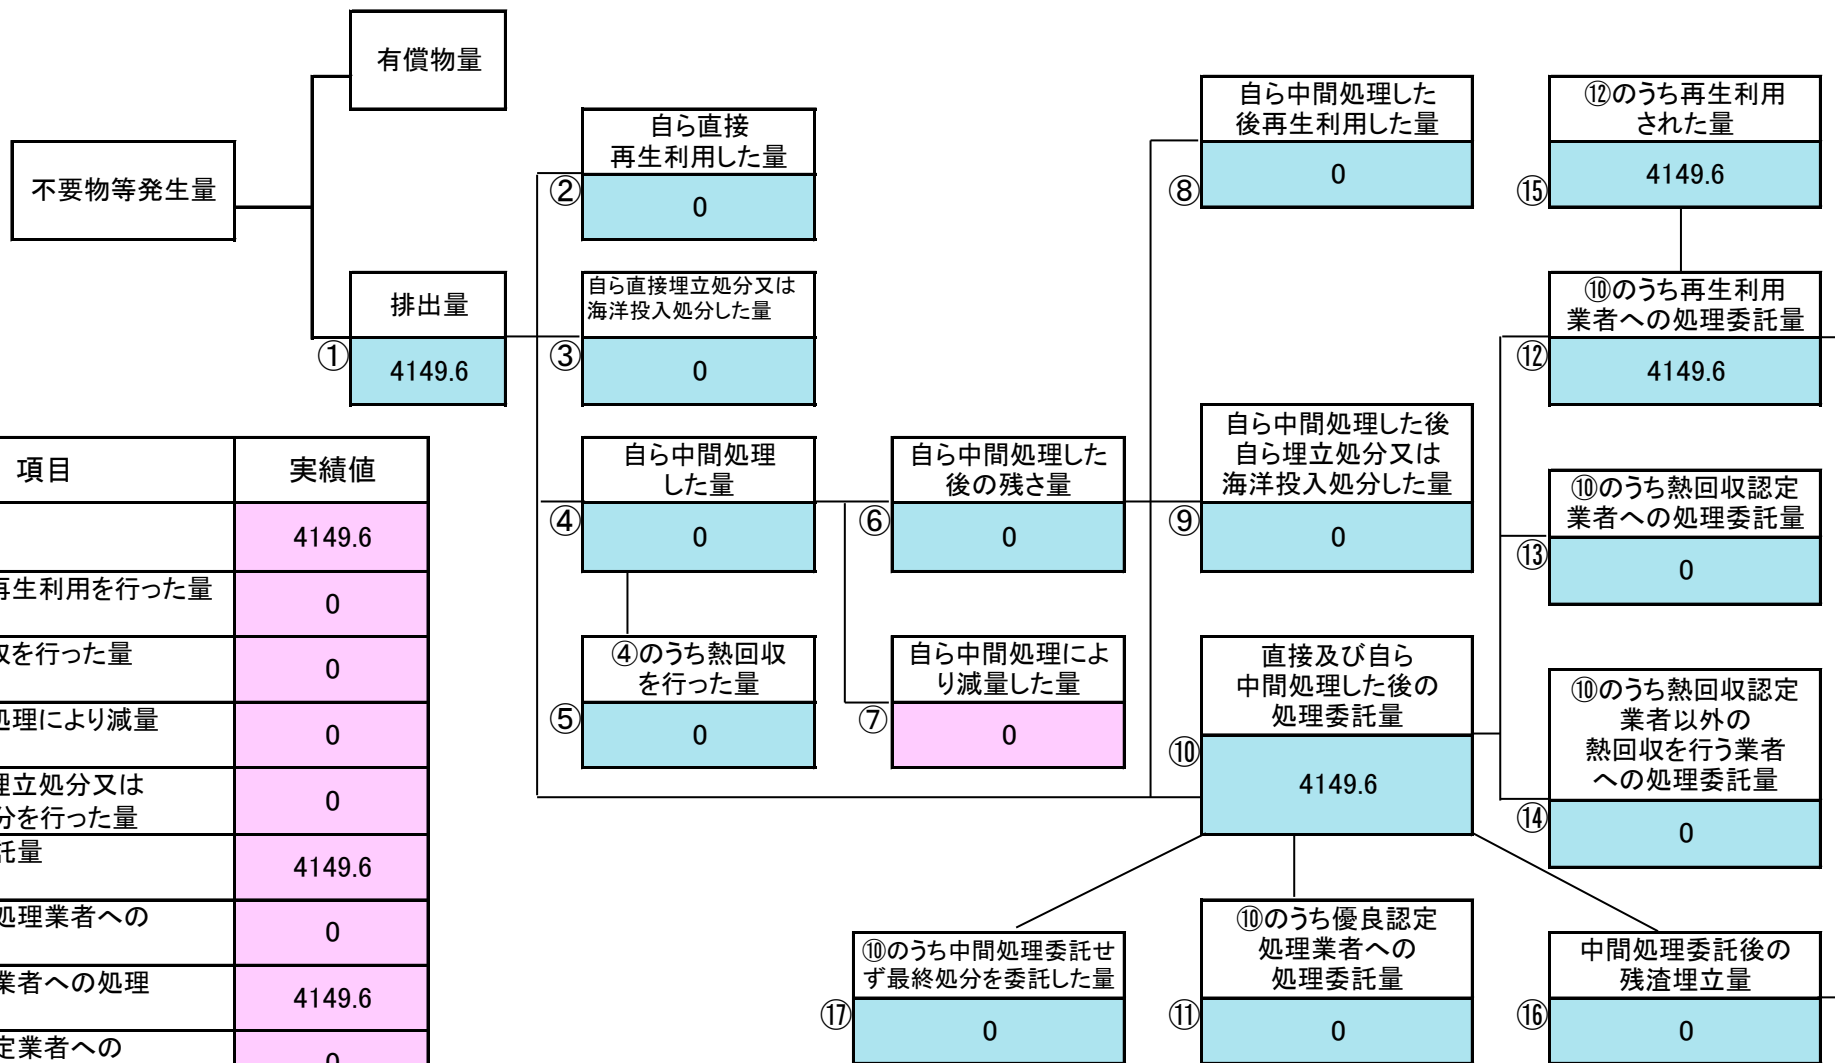 有償物量
不要物等発生量
排出量
①
4149.6
自ら直接
再生利用した量
②
0
自ら直接埋立処分又は
海洋投入処分した量
③
0
自ら中間処理
した量
④
0
④のうち熱回収
を行った量
⑤
0
自ら中間処理した
後の残さ量
⑥
0
自ら中間処理によ
り減量した量
⑦
0
自ら中間処理した
後再生利用した量
⑧
0
自ら中間処理した後
自ら埋立処分又は
海洋投入処分した量
⑨
0
直接及び自ら
中間処理した後の
処理委託量
⑩
4149.6
⑩のうち優良認定
処理業者への
処理委託量
⑪
0
⑩のうち中間処理委託せ
ず最終処分を委託した量
⑰
0
⑫のうち再生利用
された量
⑮
4149.6
⑩のうち再生利用
業者への処理委託量
⑫
4149.6
⑩のうち熱回収認定
業者への処理委託量
⑬
0
⑩のうち熱回収認定
業者以外の
熱回収を行う業者
への処理委託量
⑭
0
中間処理委託後の
残渣埋立量
⑯
0
項目 実績値
4149.6
再生利用を行った量 0
収を行った量 0
処理により減量 0
埋立処分又は
分を行った量 0
託量 4149.6
処理業者への 0
業者への処理 4149.6
定業者への 0